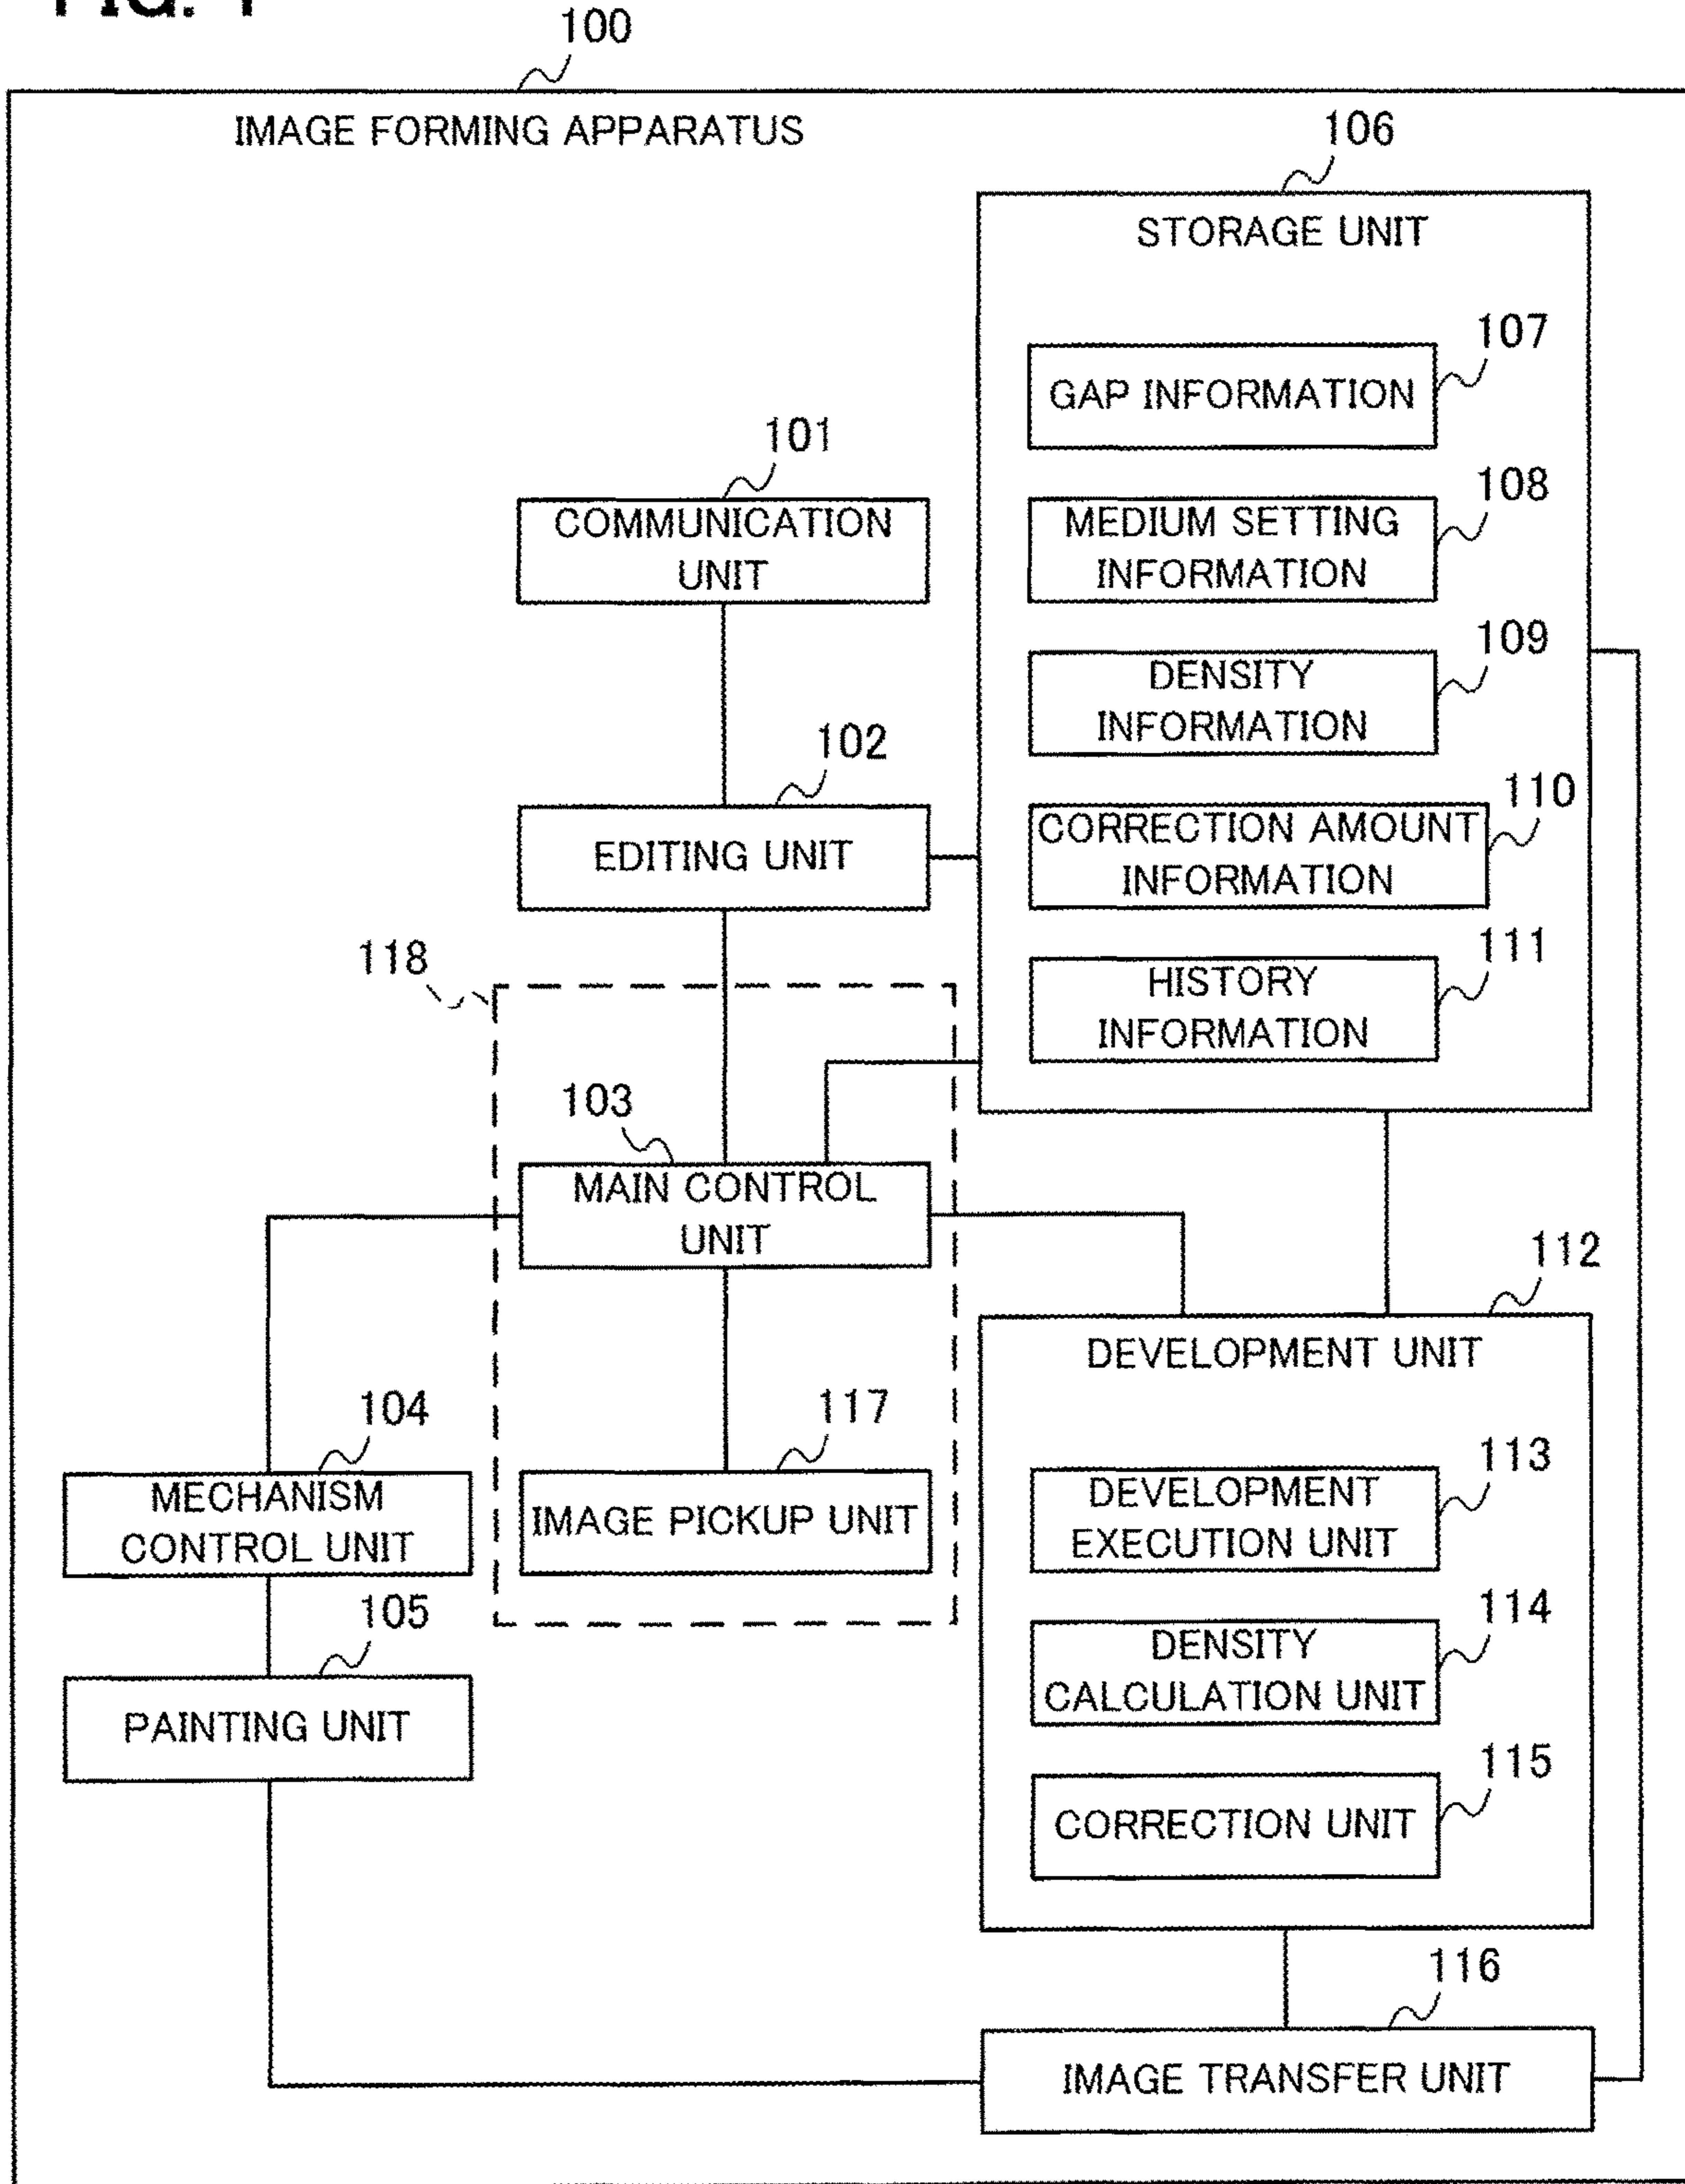 FIG. 1
100
IMAGE FORMING APPARATUS
106
STORAGE UNIT
107
GAP INFORMATION
101
108
COMMUNICATION
UNIT
MEDIUM SETTING
INFORMATION
109
DENSITY
INFORMATION
102
110
EDITING UNIT
CORRECTION AMOUNT
INFORMATION
118
111
HISTORY
INFORMATION
103
MAIN CONTROL
UNIT
112
DEVELOPMENT UNIT
104
117
113
MECHANISM
CONTROL UNIT
IMAGE PICKUP UNIT
DEVELOPMENT
EXECUTION UNIT
105
114
DENSITY
CALCULATION UNIT
PAINTING UNIT
115
CORRECTION UNIT
116
IMAGE TRANSFER UNIT